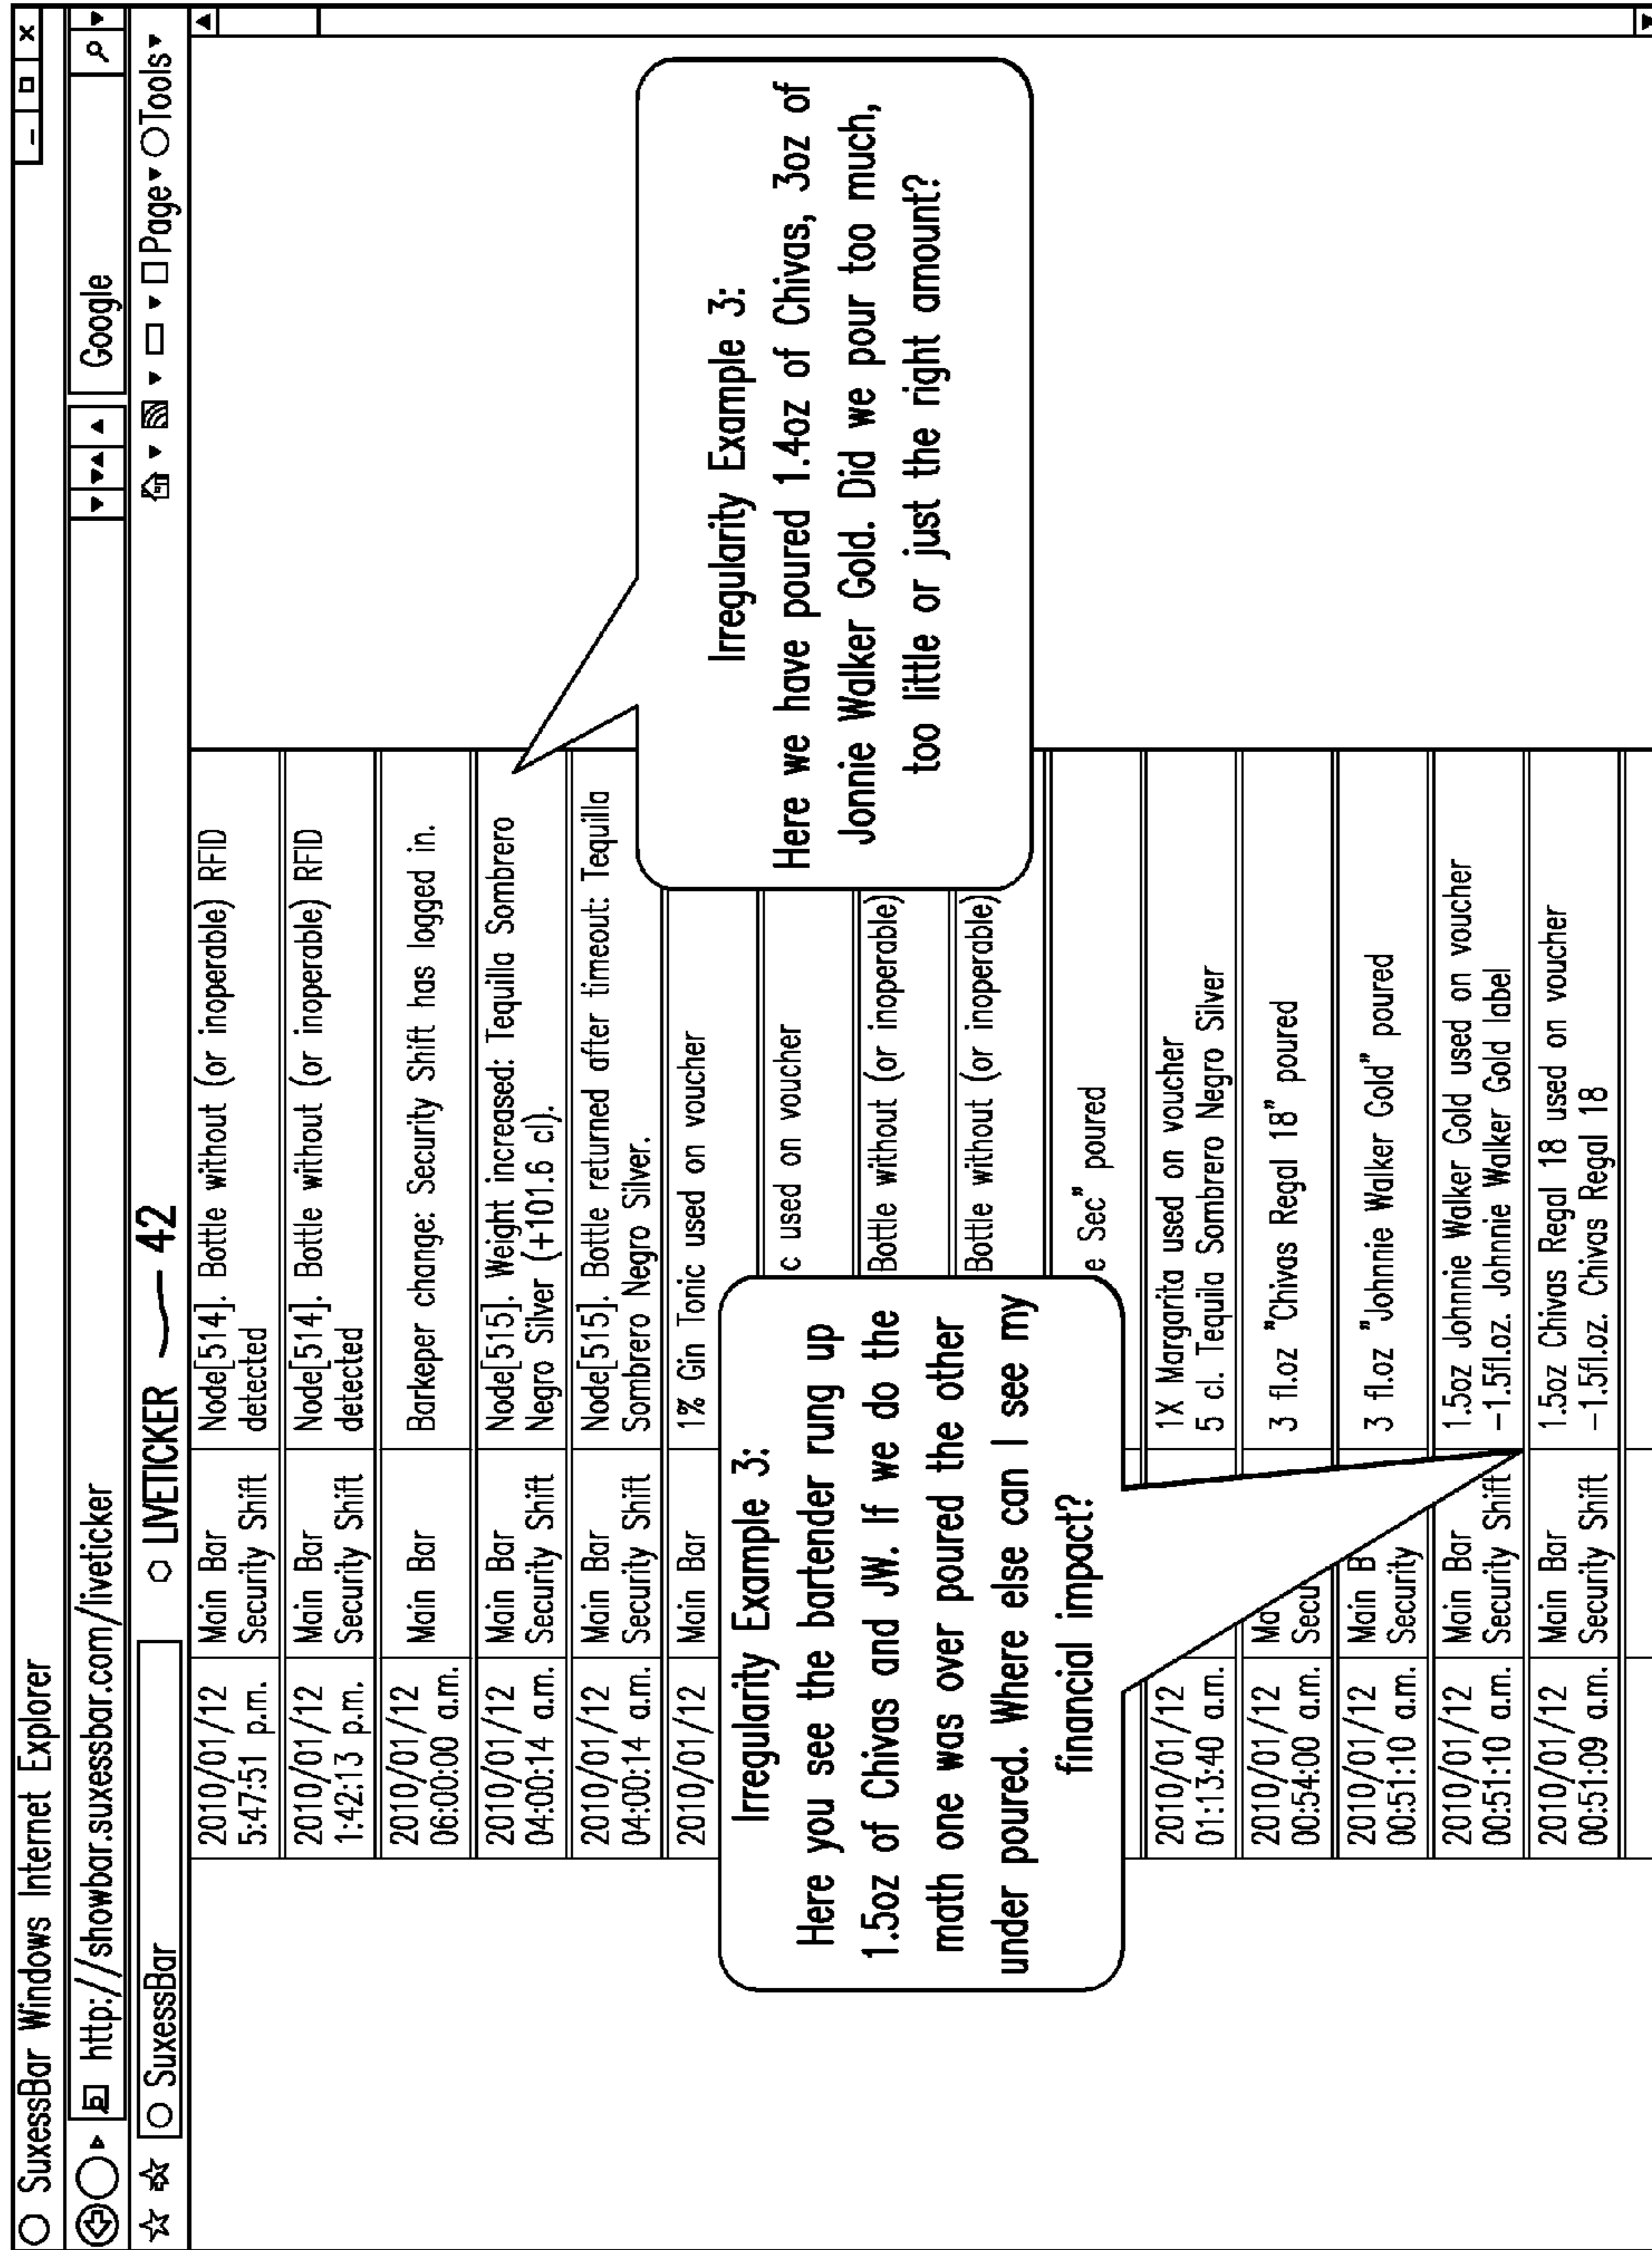 SuxessBar Windows Internet Explorer
http://showbar.suxessbar.com/liveticker
Google
SuxessBar
LIVETICKER 42
Page Tools
2010/01/12 Main Bar Node[514]. Bottle without (or inoperable) RFID
5:47:51 p.m. Security Shift detected
2010/01/12 Main Bar Node[514]. Bottle without (or inoperable) RFID
1:42:13 p.m. Security Shift detected
2010/01/12 Main Bar Barkeper change: Security Shift has logged in.
06:00:00 a.m.
2010/01/12 Main Bar Node[515]. Weight increased: Tequilla Sombrero
04:00:14 a.m. Security Shift Negro Silver (+101.6 cl).
2010/01/12 Main Bar Node[515]. Bottle returned after timeout: Tequilla
04:00:14 a.m. Security Shift Sombrero Negro Silver.
2010/01/12 Main Bar 1% Gin Tonic used on voucher
c used on voucher
Bottle without (or inoperable)
Bottle without (or inoperable)
e Sec" poured
Irregularity Example 3:
Here you see the bartender rung up
1.5oz of Chivas and JW. If we do the
math one was over poured the other
under poured. Where else can I see my
financial impact?
Irregularity Example 3:
Here we have poured 1.4oz of Chivas, 3oz of
Jonnie Walker Gold. Did we pour too much,
too little or just the right amount?
2010/01/12 1X Margarita used on voucher
01:13:40 a.m. 5 cl. Tequila Sombrero Negro Silver
2010/01/12 Ma 3 fl.oz "Chivas Regal 18" poured
00:54:00 a.m. Secu
2010/01/12 Main B 3 fl.oz "Johnnie Walker Gold" poured
00:51:10 a.m. Security
2010/01/12 Main Bar 1.5oz Johnnie Walker Gold used on voucher
00:51:10 a.m. Security Shift -1.5fl.oz. Johnnie Walker Gold label
2010/01/12 Main Bar 1.5oz Chivas Regal 18 used on voucher
00:51:09 a.m. Security Shift -1.5fl.oz. Chivas Regal 18